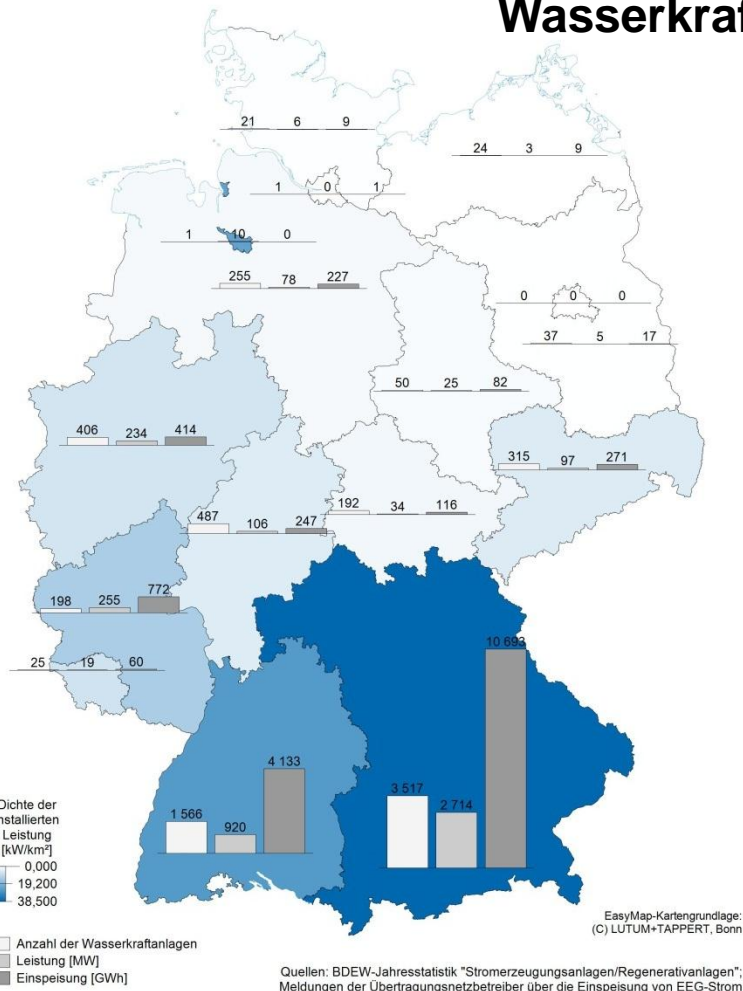 Wasserkraf
21 6 9
24 3 9
1 0 1
1 10 0
255 78 227
0 0 0
37 5 17
50 25 82
406 234 414
315 97 271
192 34 116
487 106 247
198 255 772
25 19 60
10 693
4 133
3 517
1 566
2 714
920
Dichte der
nstallierten
Leistung
[kW/km²]
0,000
19,200
38,500
EasyMap-Kartengrundlage:
(C) LUTUM+TAPPERT, Bonn
Anzahl der Wasserkraftanlagen
Leistung [MW]
Einspeisung [GWh]
Quellen: BDEW-Jahresstatistik "Stromerzeugungsanlagen/Regenerativanlagen";
Meldungen der Übertragungsnetzbetreiber über die Einspeisung von EEG-Strom